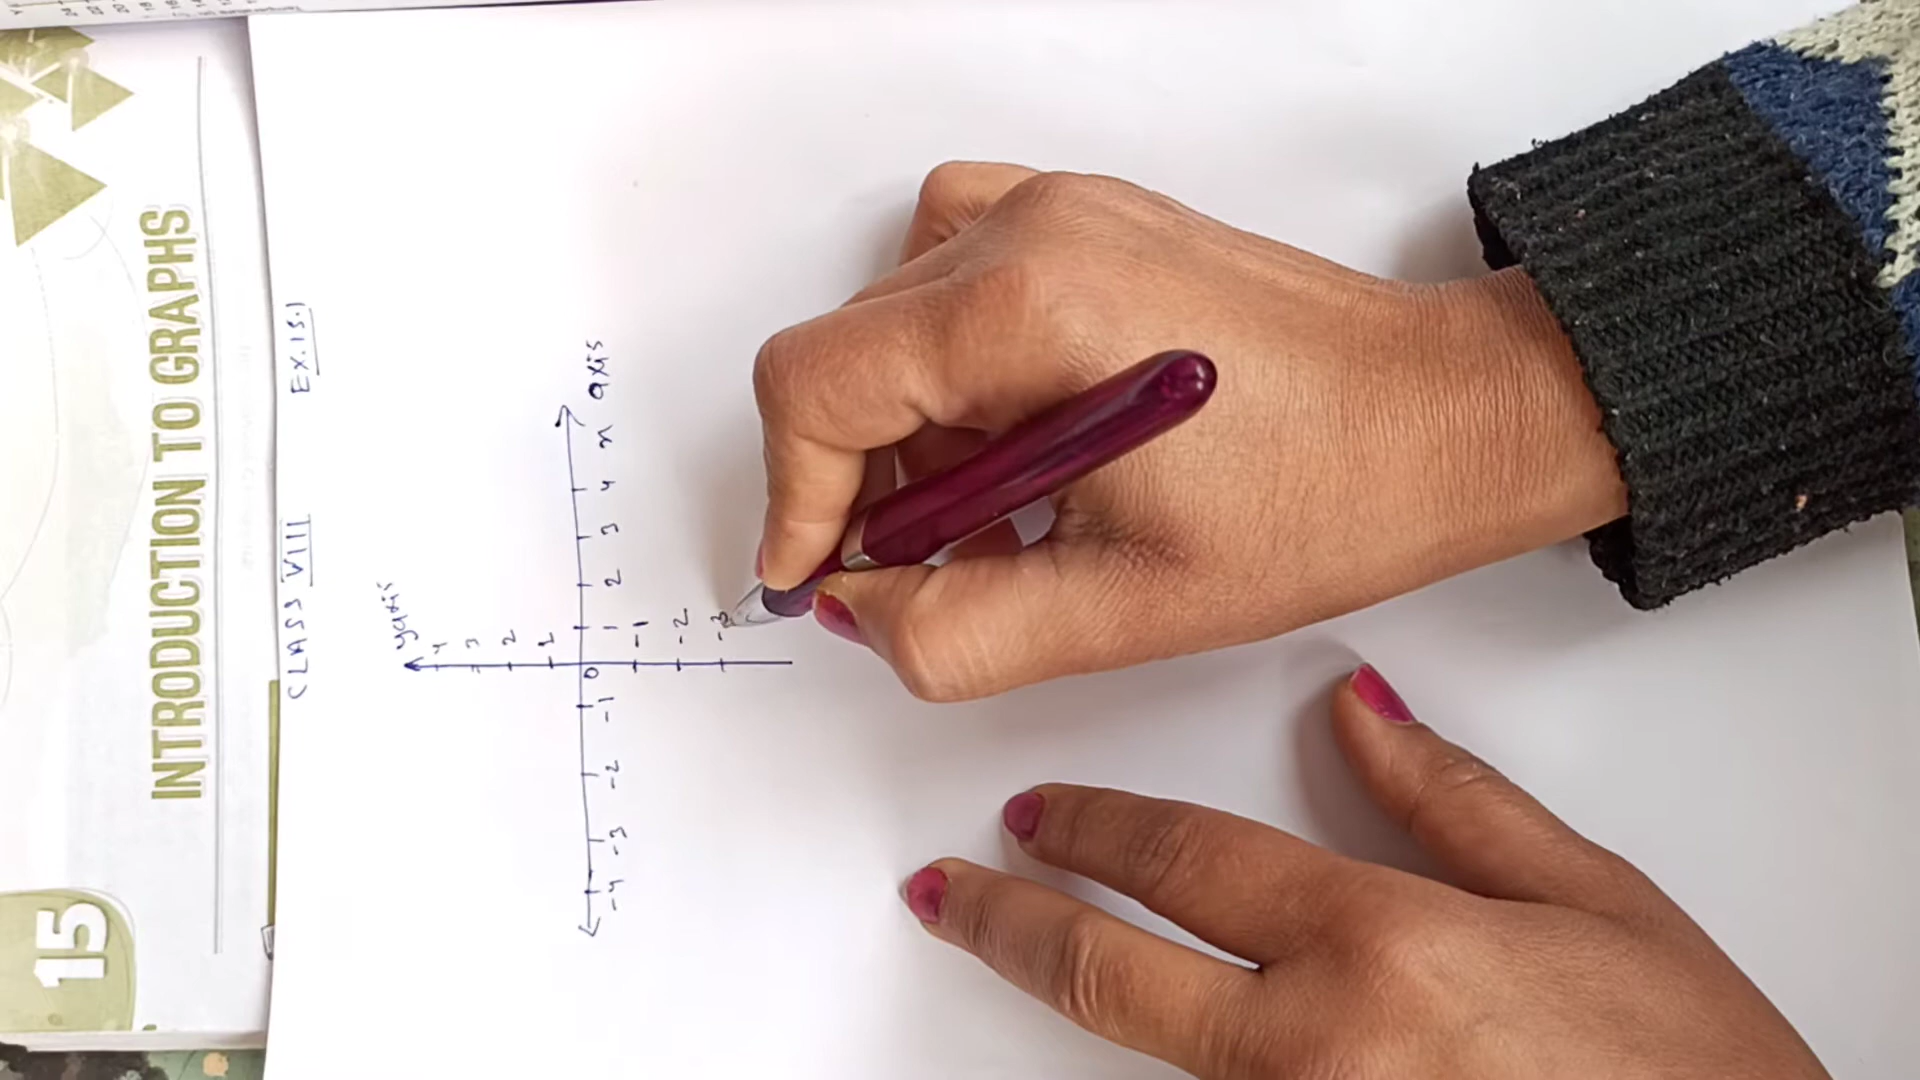 15
INTRODUCTION TO GRAPHS
CLASS VIII EX.15.1
y axis
4
3
2
1
-4 -3 -2 -1 0 1 2 3 4 x axis
-1
-2
-3